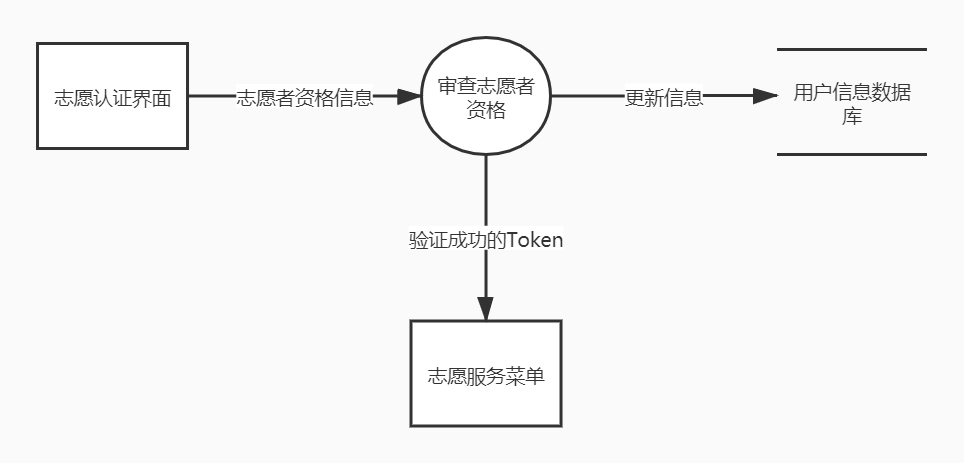 志愿认证界面
志愿者资格信息
审查志愿者
资格
更新信息
用户信息数据
库
验证成功的Token
志愿服务菜单